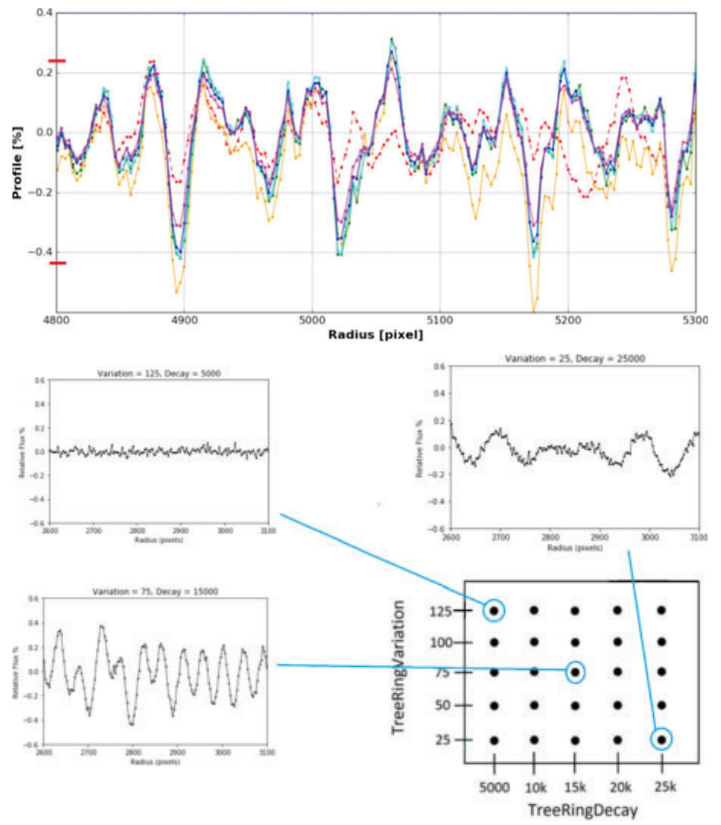 0.4
0.2
0.0
−0.2
−0.4
Profile [%]
4800 4900 5000 5100 5200 5300
Radius [pixel]
Variation = 125, Decay = 5000
0.6
0.4
0.2
0.0
−0.2
−0.4
−0.6
Relative Flux %
2600 2700 2800 2900 3000 3100
Radius (pixels)
Variation = 25, Decay = 25000
0.6
0.4
0.2
0.0
−0.2
−0.4
−0.6
Relative Flux %
2600 2700 2800 2900 3000 3100
Radius (pixels)
Variation = 75, Decay = 15000
0.6
0.4
0.2
0.0
−0.2
−0.4
−0.6
Relative Flux %
2600 2700 2800 2900 3000 3100
Radius (pixels)
TreeRingVariation
125
100
75
50
25
5000 10k 15k 20k 25k
TreeRingDecay